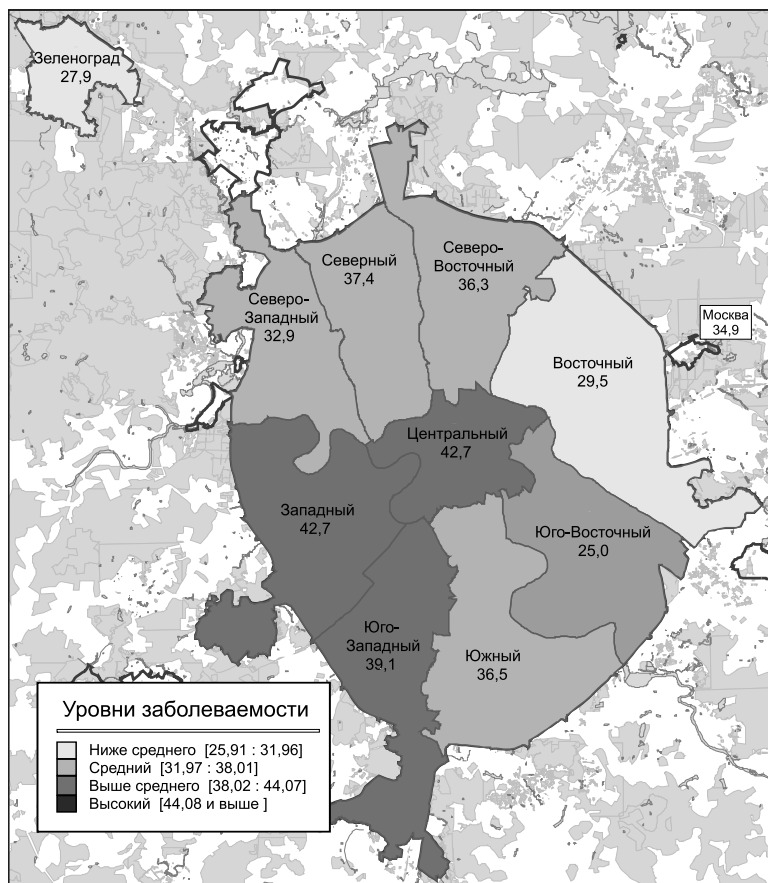 Зеленоград
27,9
Северный
37,4
Северо-
Восточный
36,3
Северо-
Западный
32,9
Москва
34,9
Восточный
29,5
Центральный
42,7
Западный
42,7
Юго-Восточный
25,0
Юго-
Западный
39,1
Южный
36,5
Уровни заболеваемости
Ниже среднего [25,91 : 31,96]
Средний [31,97 : 38,01]
Выше среднего [38,02 : 44,07]
Высокий [44,08 и выше ]